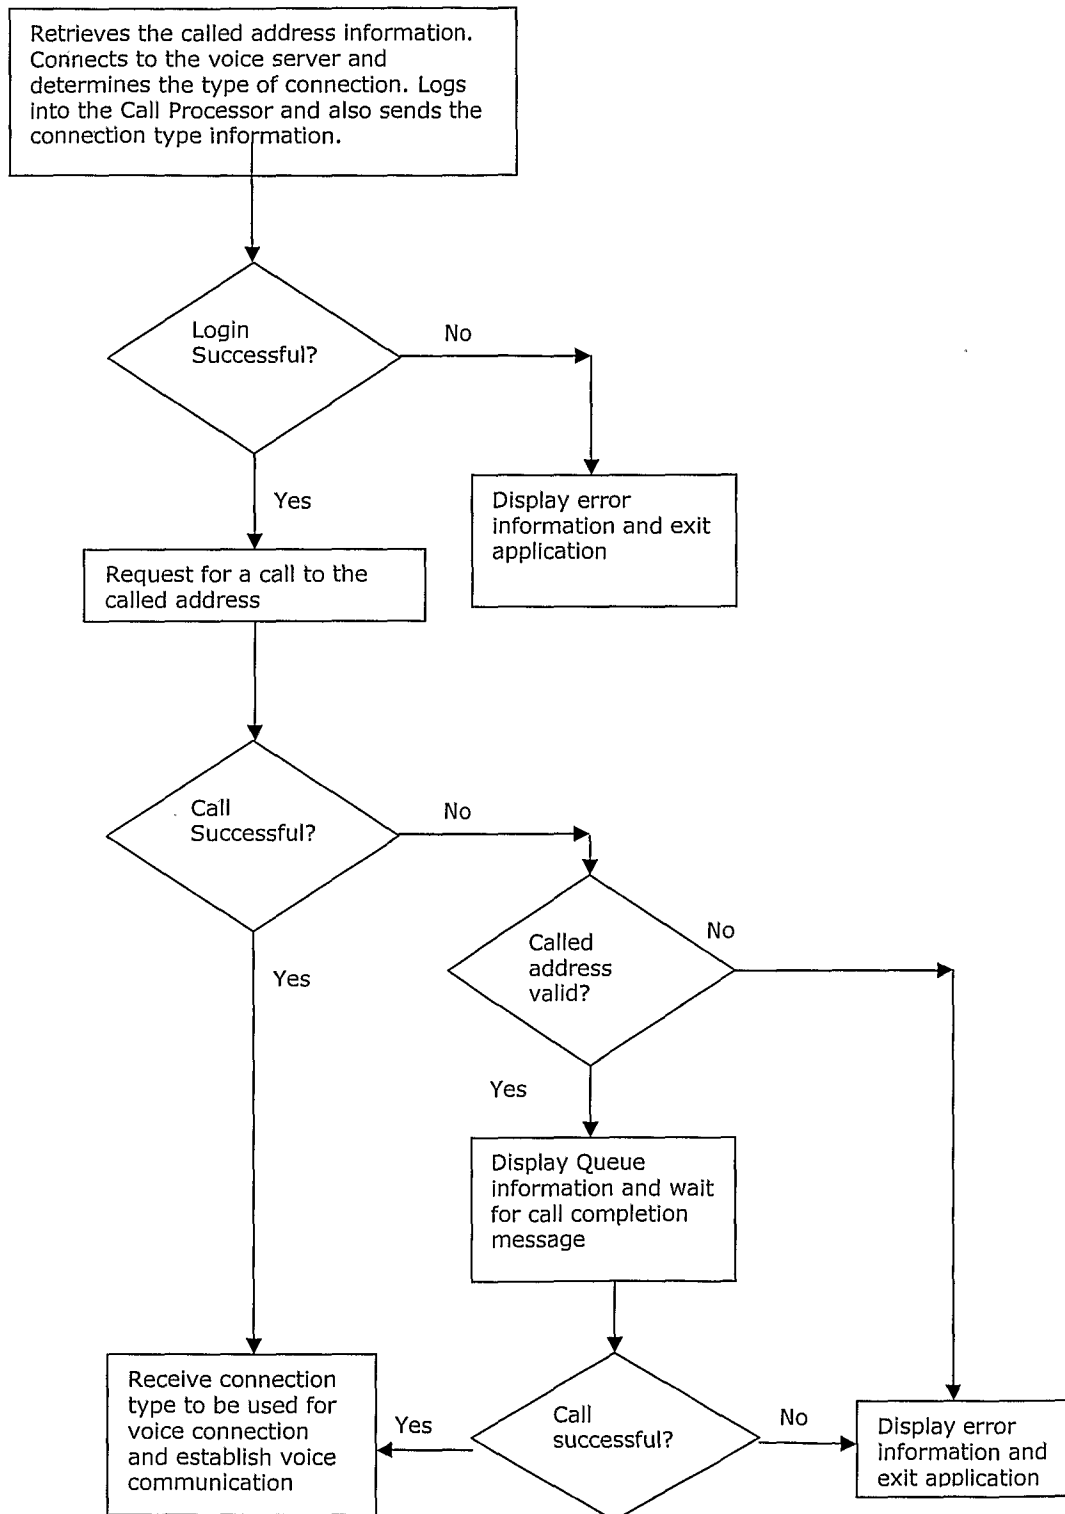 Retrieves the called address information.
Connects to the voice server and
determines the type of connection. Logs
into the Call Processor and also sends the
connection type information.
Login
Successful?
No
Yes
Display error
information and exit
application
Request for a call to the
called address
Call
Successful?
No
Yes
Called
address
valid?
No
Yes
Display Queue
information and wait
for call completion
message
Receive connection
type to be used for
voice connection
and establish voice
communication
Yes
Call
successful?
No
Display error
information and
exit application